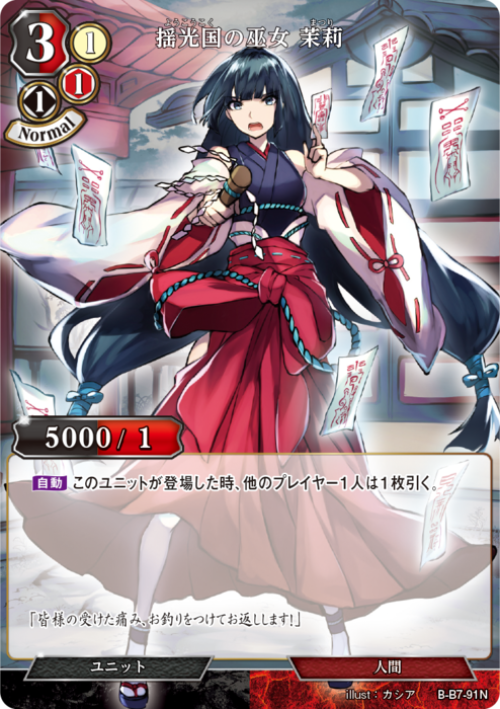 3
1
1
1
Normal
ようこうこく まつり
揺光国の巫女 茉莉
5000 / 1
自動 このユニットが登場した時、他のプレイヤー1人は1枚引く。
「皆様の受けた痛み、お釣りをつけてお返しします!」
ユニット
人間
illust:カシア
B-B7-91N